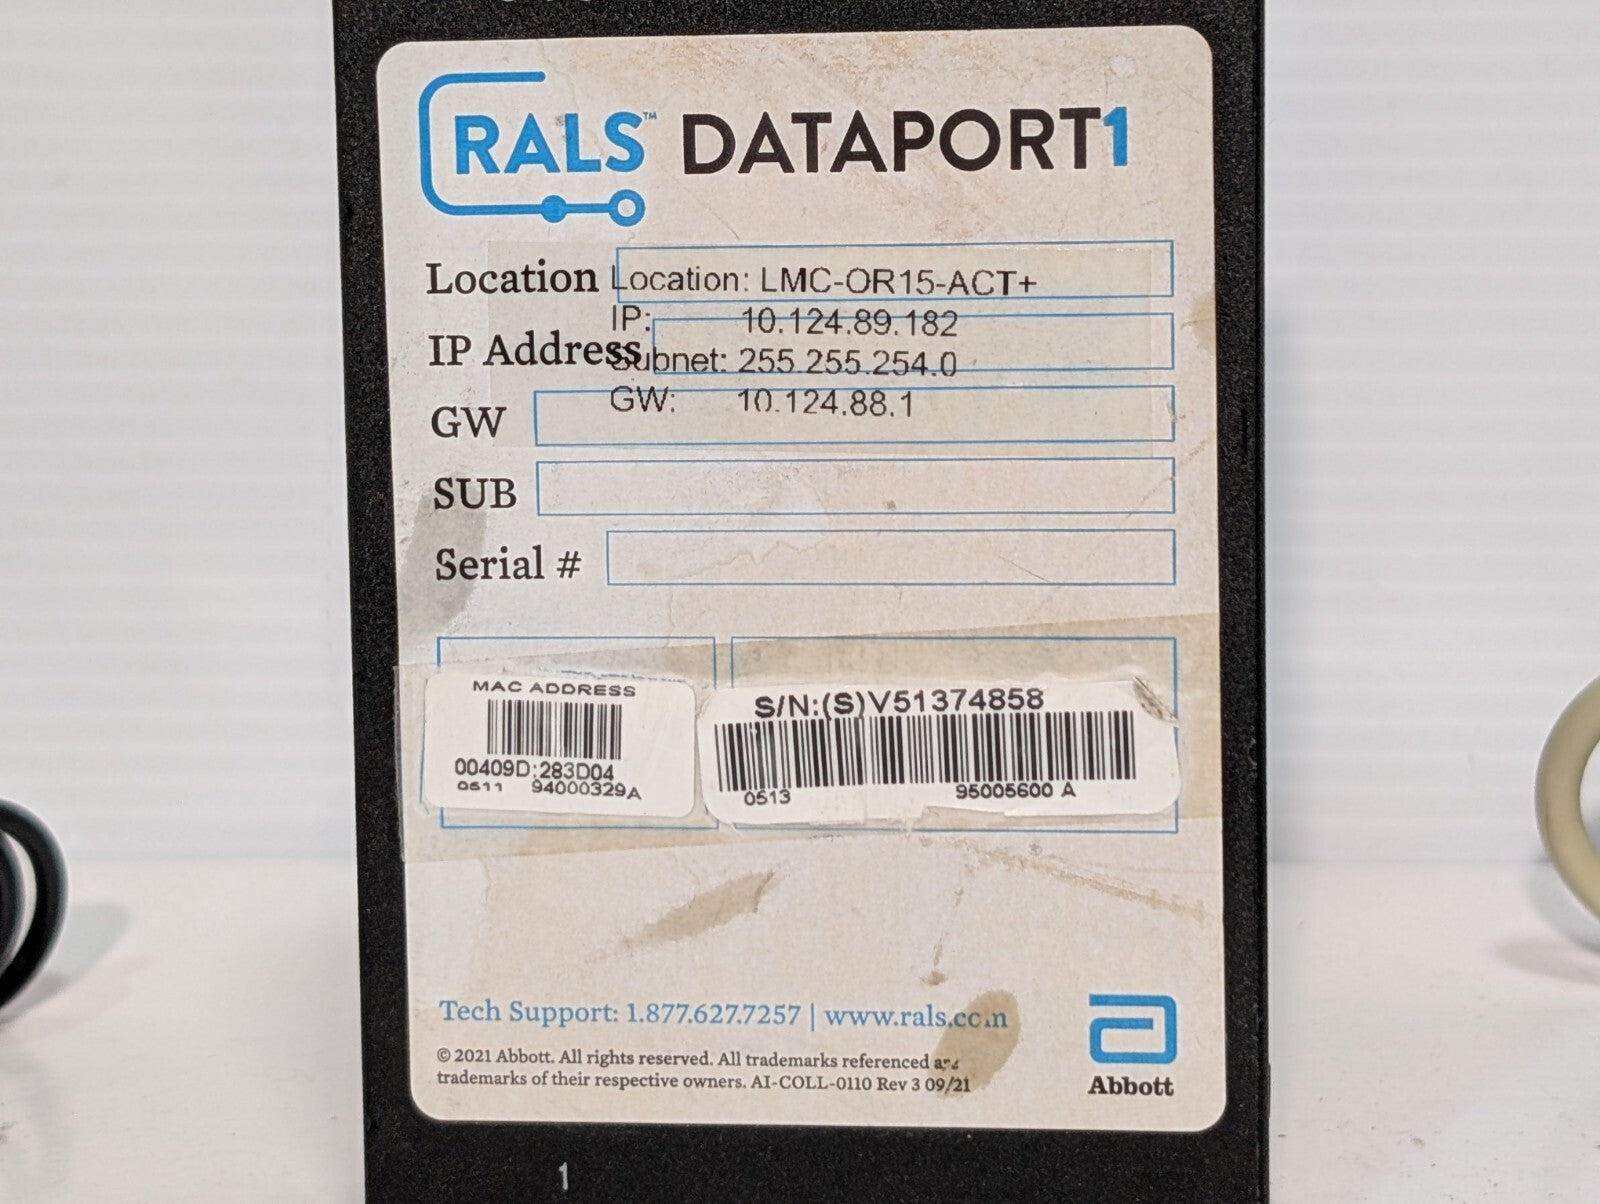 RALS™ DATAPORT1
Location
Location: LMC-OR15-ACT+
IP: 10.124.89.182
IP Address
Subnet: 255.255.254.0
GW: 10.124.88.1
GW
SUB
Serial #
MAC ADDRESS
00409D:283D04
0511 94000329A
S/N:(S)V51374858
0513 95005600 A
Tech Support: 1.877.627.7257 | www.rals.com
© 2021 Abbott. All rights reserved. All trademarks referenced are
trademarks of their respective owners. AI-COLL-0110 Rev 3 09/21
Abbott
1